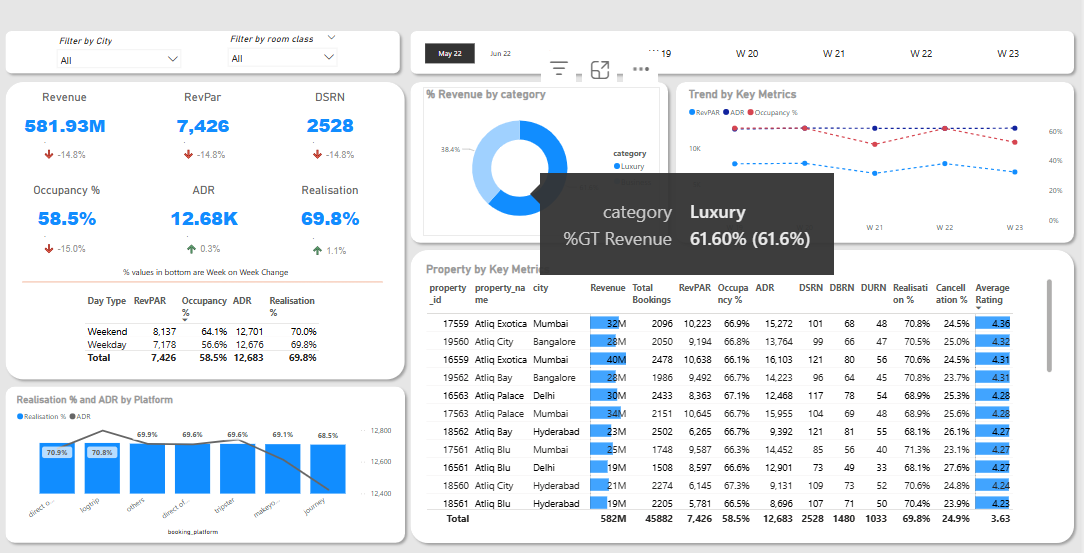 Filter by City
All
Filter by room class
All
May 22
Jun 22
19
W 20
W 21
W 22
W 23
Revenue
581.93M
-14.8%
RevPar
7,426
-14.8%
DSRN
2528
-14.8%
Occupancy %
58.5%
-15.0%
ADR
12.68K
0.3%
Realisation
69.8%
1.1%
% values in bottom are Week on Week Change
Day Type RevPAR Occupancy % ADR Realisation %
Weekend 8,137 64.1% 12,701 70.0%
Weekday 7,178 56.6% 12,676 69.8%
Total 7,426 58.5% 12,683 69.8%
Realisation % and ADR by Platform
Realisation % ADR
70.9% 70.8% 69.9% 69.6% 69.6% 69.1% 68.5%
12,800
12,600
12,400
direct o... logtrip others direct of... tripster makeyo... journey
booking_platform
% Revenue by category
38.4%
category
Luxury
category Luxury
%GT Revenue 61.60% (61.6%)
Trend by Key Metrics
RevPAR ADR Occupancy %
10K
60%
40%
20%
0%
W 21 W 22 W 23
Property by Key Metrics
property_id property_name city Revenue Total Bookings RevPAR Occupancy % ADR DSRN DBRN DURN Realisation % Cancellation % Average Rating
17559 Atliq Exotica Mumbai 32M 2096 10,223 66.9% 15,272 101 68 48 70.8% 24.5% 4.36
19560 Atliq City Bangalore 28M 2050 9,194 66.8% 13,764 99 66 47 70.5% 25.0% 4.32
16559 Atliq Exotica Mumbai 40M 2478 10,638 66.1% 16,103 121 80 56 70.6% 24.5% 4.31
19562 Atliq Bay Bangalore 28M 1986 9,492 66.7% 14,223 96 64 45 70.8% 23.7% 4.31
16563 Atliq Palace Delhi 30M 2433 8,363 67.1% 12,468 117 78 54 68.9% 25.3% 4.28
17563 Atliq Palace Mumbai 34M 2151 10,645 66.7% 15,955 104 69 48 68.9% 25.6% 4.28
18562 Atliq Bay Hyderabad 23M 2502 6,265 66.7% 9,392 121 81 55 68.1% 26.1% 4.27
17561 Atliq Blu Mumbai 25M 1748 9,587 66.3% 14,452 85 56 40 71.3% 23.1% 4.27
16561 Atliq Blu Delhi 19M 1508 8,597 66.6% 12,901 73 49 33 68.1% 27.6% 4.27
18560 Atliq City Hyderabad 21M 2274 6,145 67.3% 9,131 109 73 52 70.6% 24.8% 4.24
18561 Atliq Blu Hyderabad 19M 2205 5,781 66.5% 8,696 107 71 50 70.4% 23.9% 4.23
Total 582M 45882 7,426 58.5% 12,683 2528 1480 1033 69.8% 24.9% 3.63